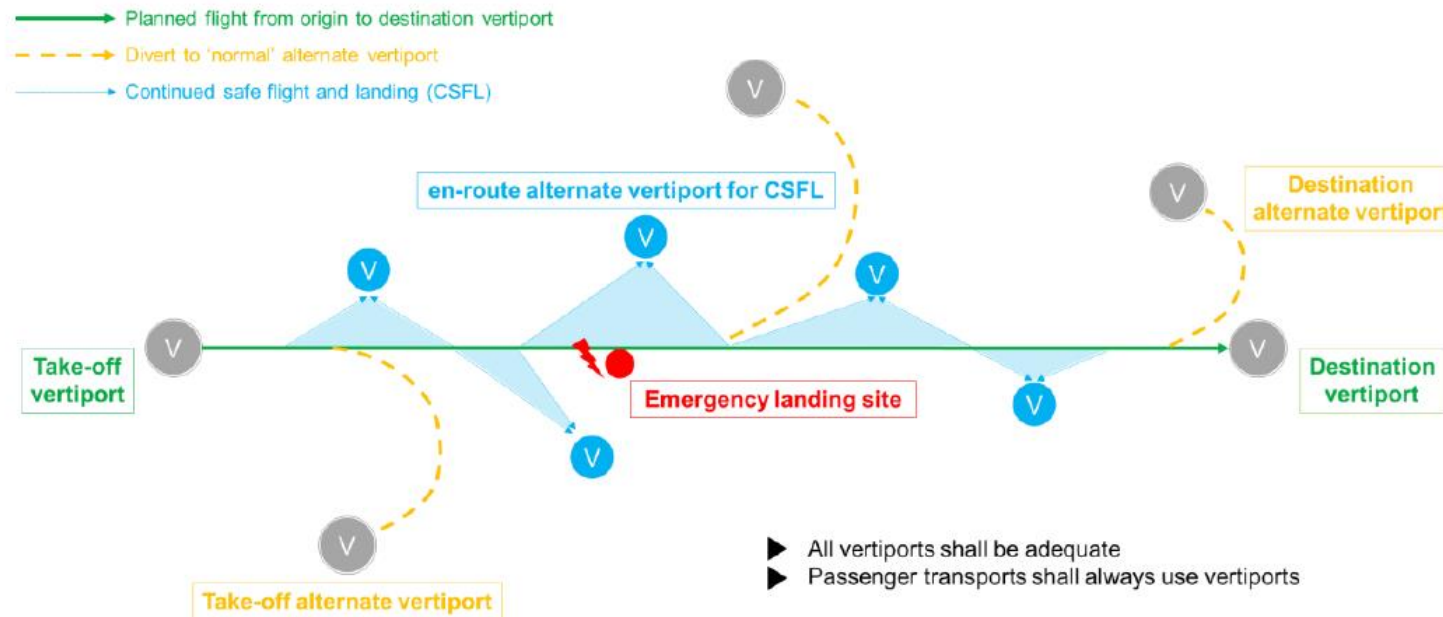 Planned flight from origin to destination vertiport
Divert to ‘normal’ alternate vertiport
Continued safe flight and landing (CSFL)
V
en-route alternate vertiport for CSFL
V
Destination
alternate vertiport
V
V
V
V
Take-off
vertiport
V
Destination
vertiport
Emergency landing site
V
V
V
Take-off alternate vertiport
All vertiports shall be adequate
Passenger transports shall always use vertiports